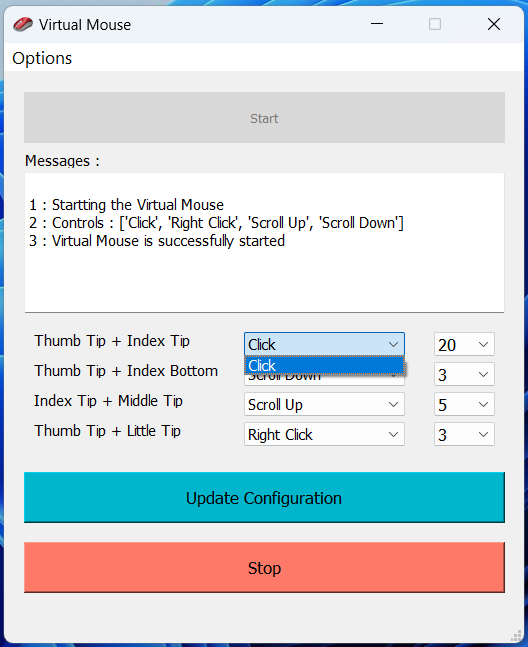 Virtual Mouse
Options
Start
Messages :
1 : Startting the Virtual Mouse
2 : Controls : ['Click', 'Right Click', 'Scroll Up', 'Scroll Down']
3 : Virtual Mouse is successfully started
Thumb Tip + Index Tip Click 20
Click
Thumb Tip + Index Bottom Scroll Down 3
Index Tip + Middle Tip Scroll Up 5
Thumb Tip + Little Tip Right Click 3
Update Configuration
Stop